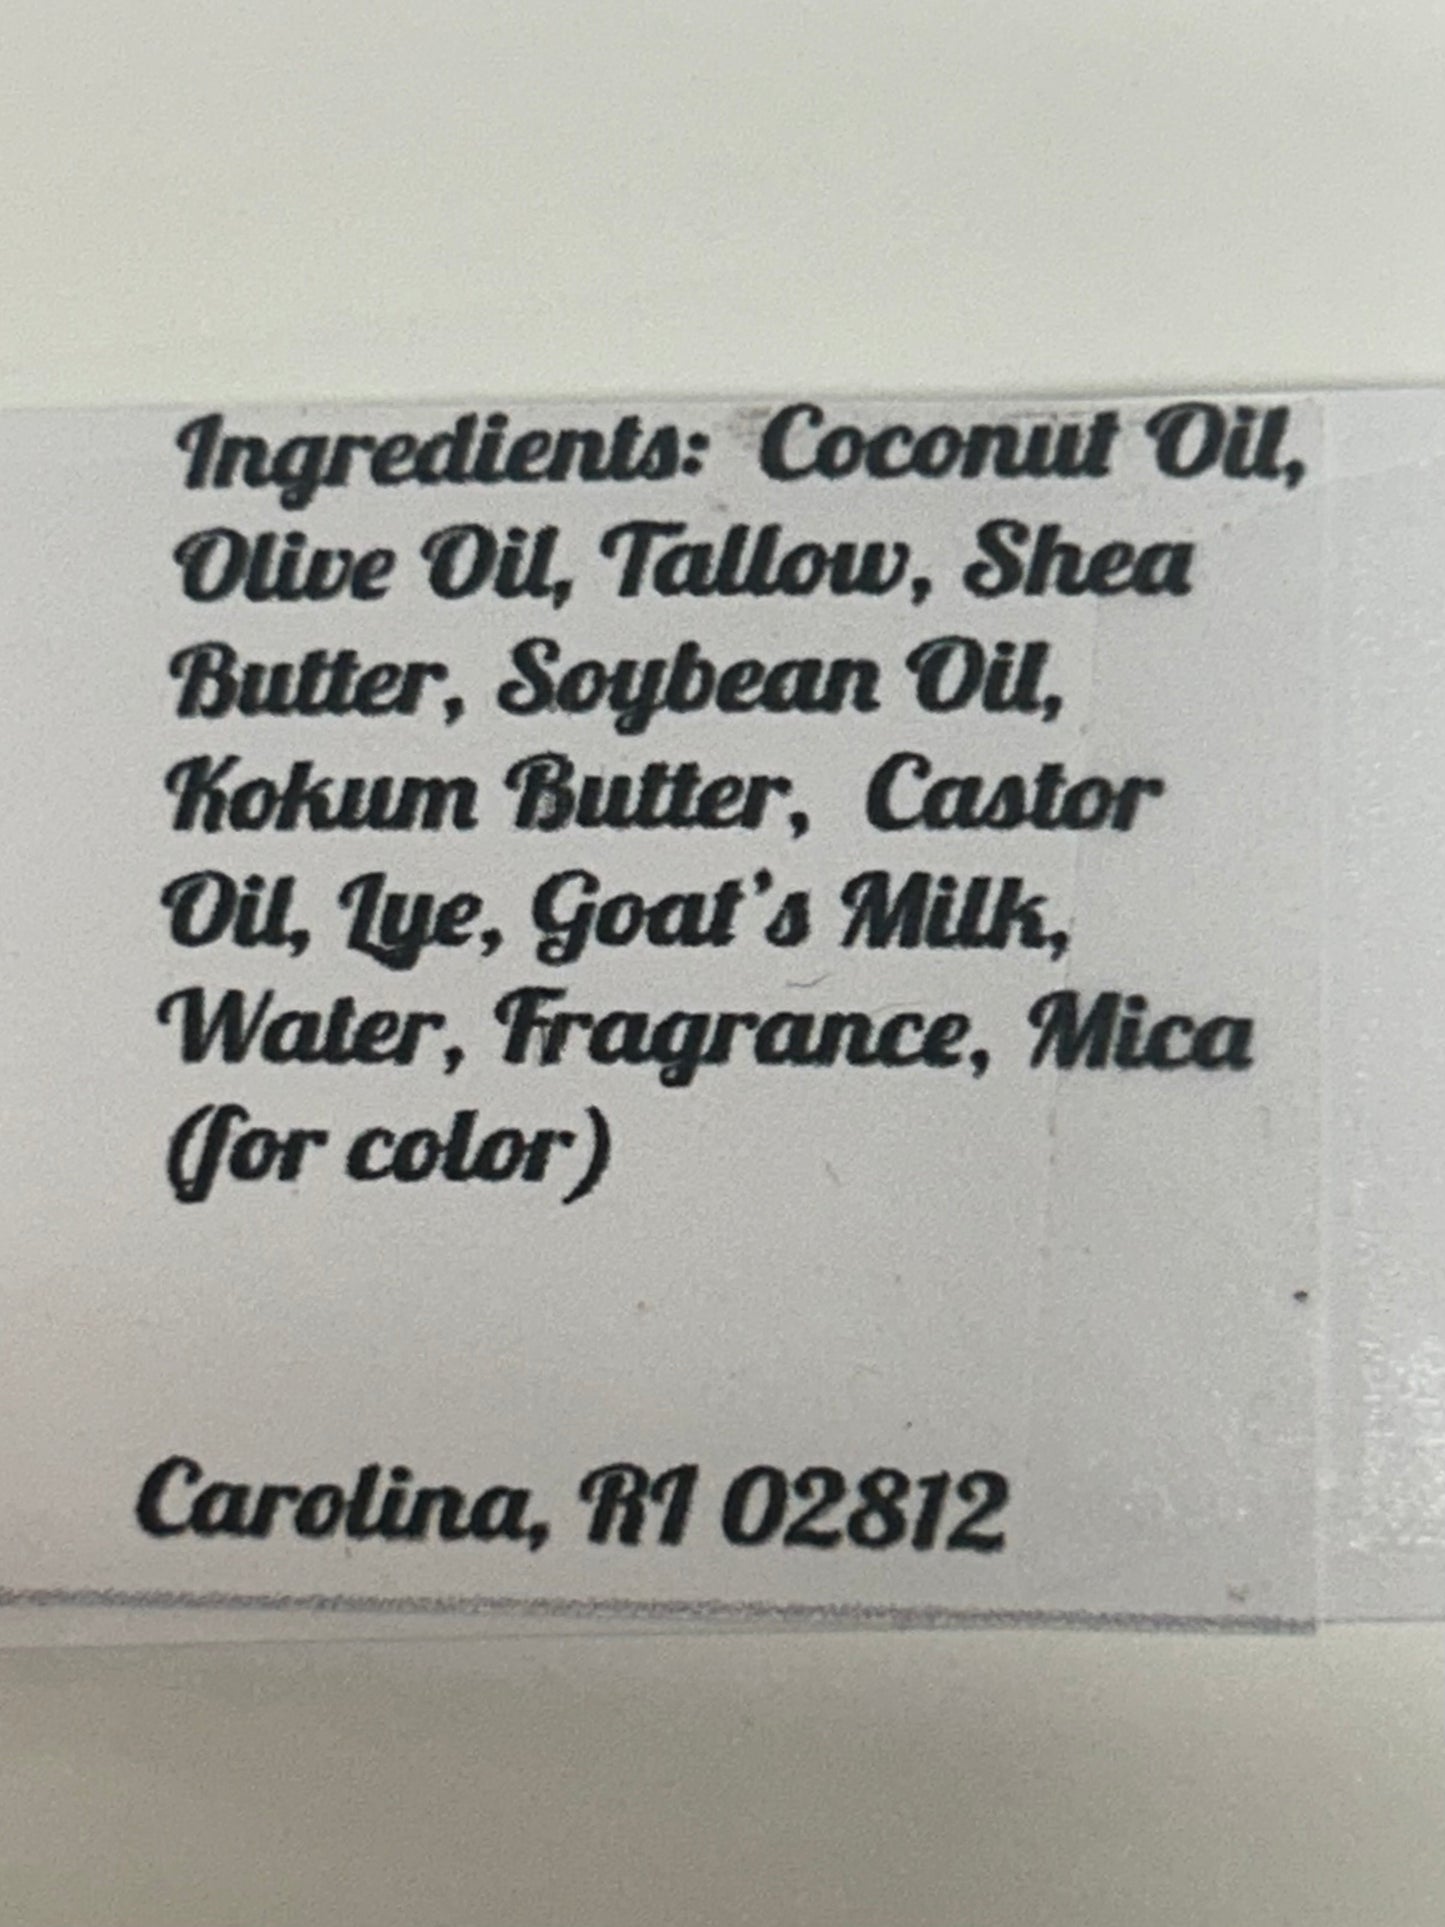 Ingredients: Coconut Oil,
Olive Oil, Tallow, Shea
Butter, Soybean Oil,
Kokum Butter, Castor
Oil, Lye, Goat's Milk,
Water, Fragrance, Mica
(for color)
Carolina, RI 02812